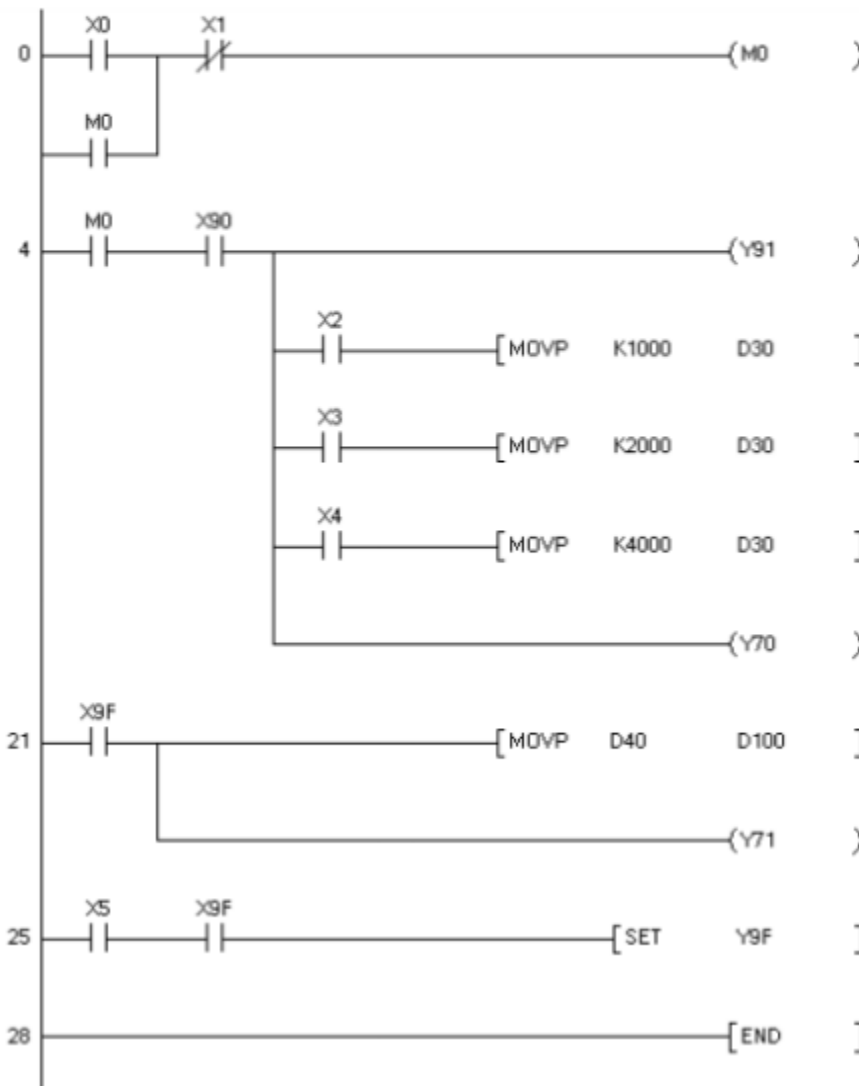 X0 X1
0 (M0 )
M0
M0 X90
4 (Y91 )
X2
[MOVP K1000 D30 ]
X3
[MOVP K2000 D30 ]
X4
[MOVP K4000 D30 ]
(Y70 )
X9F
21 [MOVP D40 D100 ]
(Y71 )
X5 X9F
25 [SET Y9F ]
28 [END ]